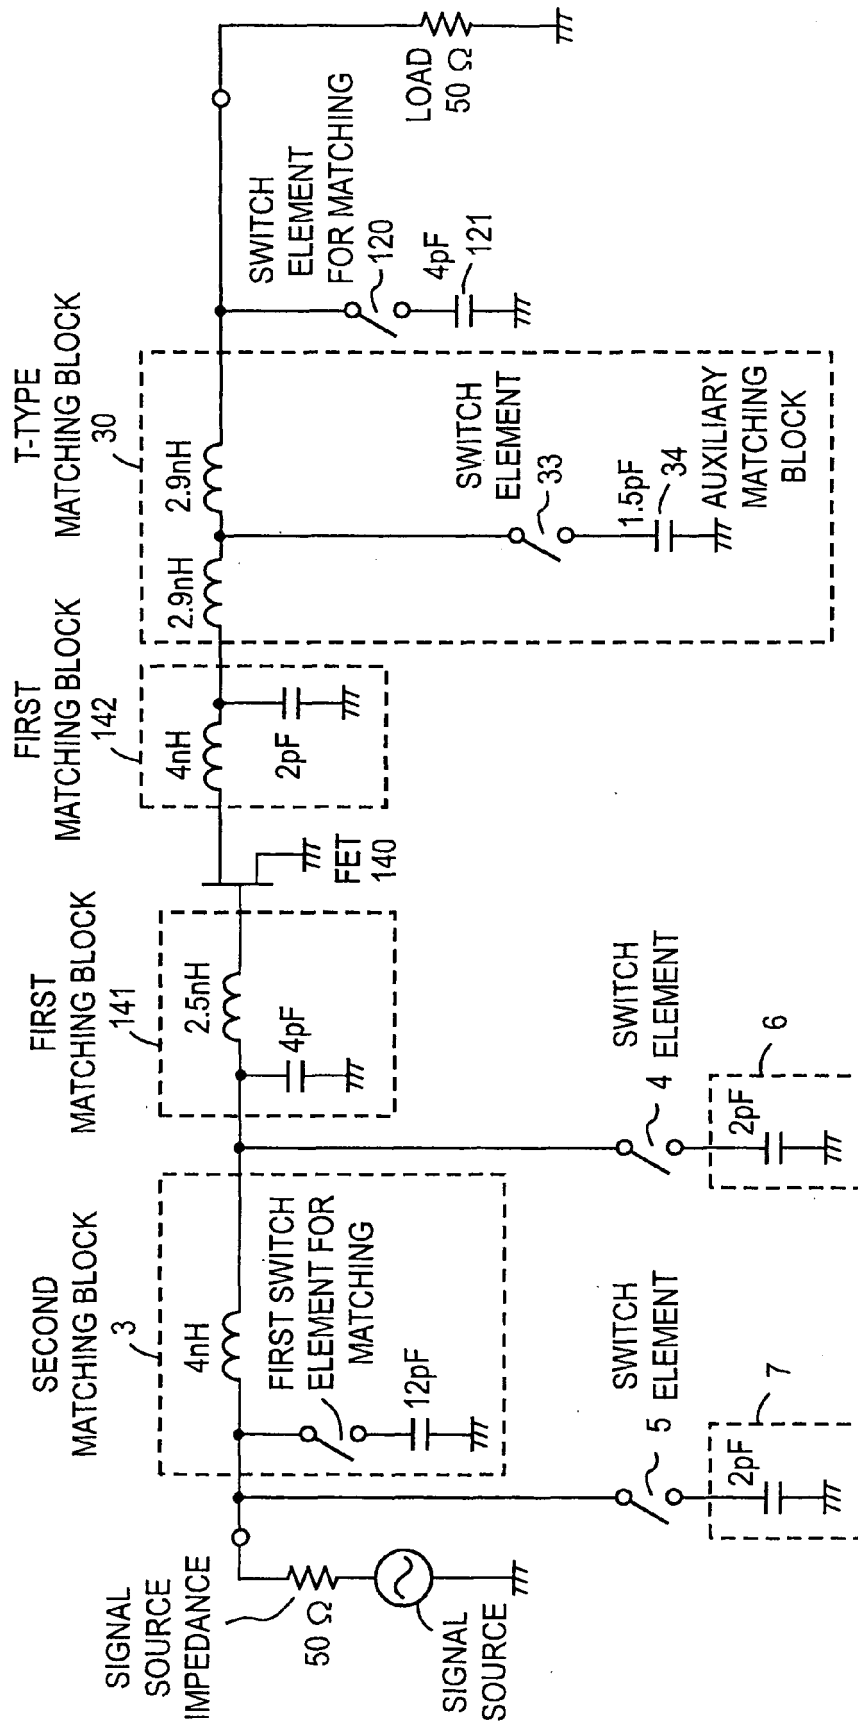 SIGNAL
SOURCE
IMPEDANCE
50 Ω
SIGNAL
SOURCE
SECOND
MATCHING BLOCK
3
4nH
FIRST SWITCH
ELEMENT FOR
MATCHING
12pF
SWITCH
ELEMENT
5
7
2pF
FIRST
MATCHING BLOCK
141
2.5nH
4pF
SWITCH
ELEMENT
4
6
2pF
FET
140
FIRST
MATCHING BLOCK
142
4nH
2pF
T-TYPE
MATCHING BLOCK
30
2.9nH
2.9nH
SWITCH
ELEMENT
33
1.5pF
34
AUXILIARY
MATCHING
BLOCK
SWITCH
ELEMENT
FOR MATCHING
120
4pF
121
LOAD
50 Ω